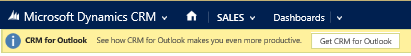 Microsoft Dynamics CRM SALES Dashboards
CRM for Outlook See how CRM for Outlook makes you even more productive. Get CRM for Outlook